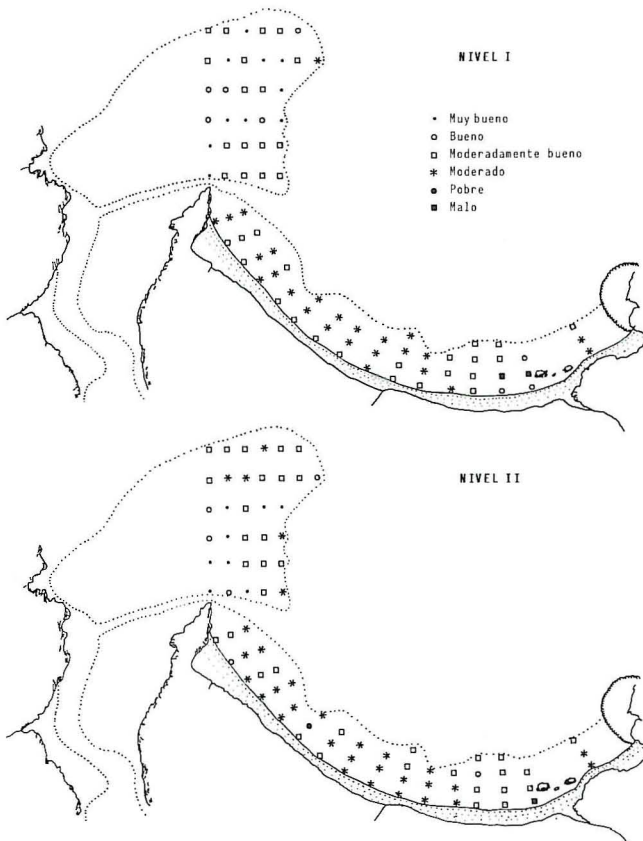 NIVEL I
Muy bueno
Bueno
Moderadamente bueno
Moderado
Pobre
Malo
NIVEL II